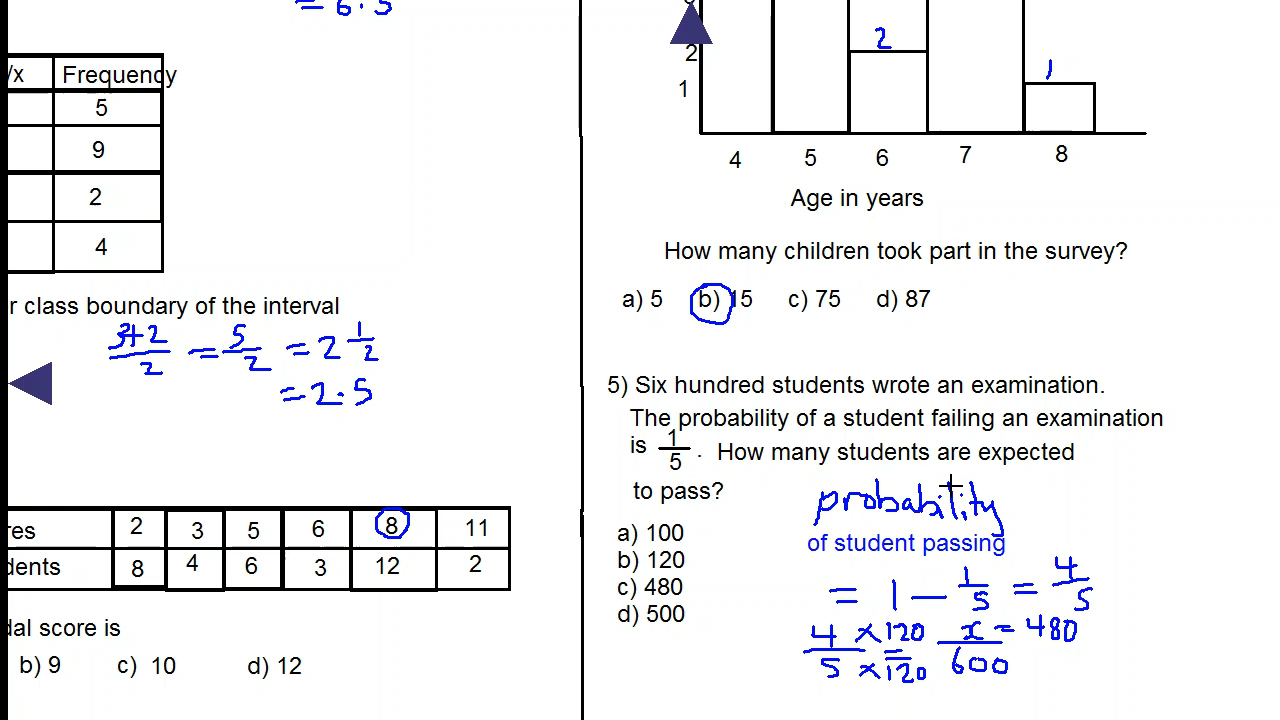 = 6.5
/x Frequency
5
9
2
4
r class boundary of the interval
3+2/2 = 5/2 = 2 1/2
= 2.5
res 2 3 5 6 8 11
dents 8 4 6 3 12 2
dal score is
b) 9 c) 10 d) 12
2
2
1
1
4 5 6 7 8
Age in years
How many children took part in the survey?
a) 5 b) 15 c) 75 d) 87
5) Six hundred students wrote an examination.
The probability of a student failing an examination
is 1/5 . How many students are expected
to pass?
a) 100
b) 120
c) 480
d) 500
probability
of student passing
= 1 − 1/5 = 4/5
4/5 ×120/×120 = x/600 = 480